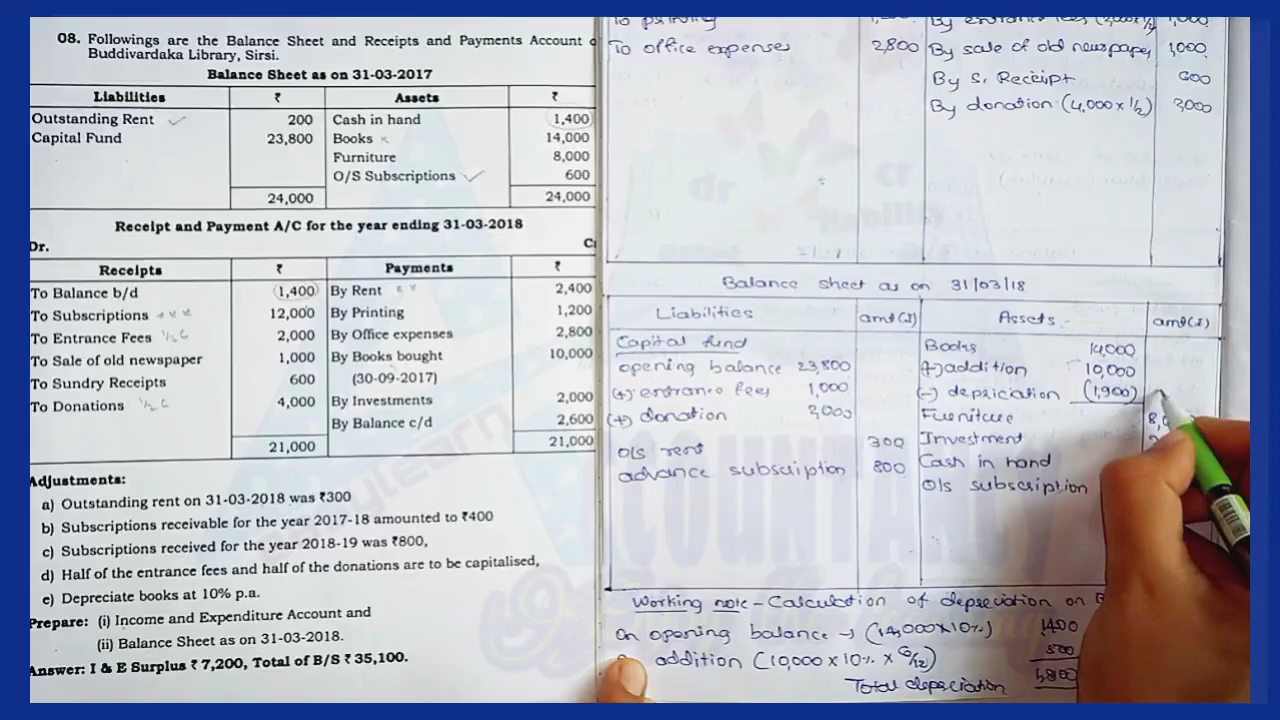 08. Followings are the Balance Sheet and Receipts and Payments Account
Buddivardaka Library, Sirsi.
Balance Sheet as on 31-03-2017
Liabilities ₹ Assets ₹
Outstanding Rent 200 Cash in hand 1,400
Capital Fund 23,800 Books 14,000
Furniture 8,000
O/S Subscriptions 600
24,000 24,000
Receipt and Payment A/C for the year ending 31-03-2018
Dr.
Receipts ₹ Payments ₹
To Balance b/d 1,400 By Rent 2,400
To Subscriptions 12,000 By Printing 1,200
To Entrance Fees 2,000 By Office expenses 2,800
To Sale of old newspaper 1,000 By Books bought 10,000
To Sundry Receipts 600 (30-09-2017)
To Donations 4,000 By Investments 2,000
By Balance c/d 2,600
21,000 21,000
Adjustments:
a) Outstanding rent on 31-03-2018 was ₹300
b) Subscriptions receivable for the year 2017-18 amounted to ₹400
c) Subscriptions received for the year 2018-19 was ₹800,
d) Half of the entrance fees and half of the donations are to be capitalised,
e) Depreciate books at 10% p.a.
Prepare: (i) Income and Expenditure Account and
(ii) Balance Sheet as on 31-03-2018.
Answer: I & E Surplus ₹ 7,200, Total of B/S ₹ 35,100.
To printing By entrance fees
To office expenses 2,800 By sale of old newspaper 1,000
By S. Receipt 600
By donation (4,000 x 1/2) 2,000
Balance sheet as on 31/03/18
Liabilities amt(₹) Assets amt(₹)
Capital fund Books 14,000
opening balance 23,800 (+) addition 10,000
(+) entrance fees 1,000 (-) depriciation (1,900)
(+) donation 2,000 Furniture
O/s rent 300 Investment
advance subscription 800 Cash in hand
O/s subscription
Working note - Calculation of depreciation on
On opening balance → (14,000x10%) 1400
addition (10,000 x 10% x 6/12) 500
Total depreciation